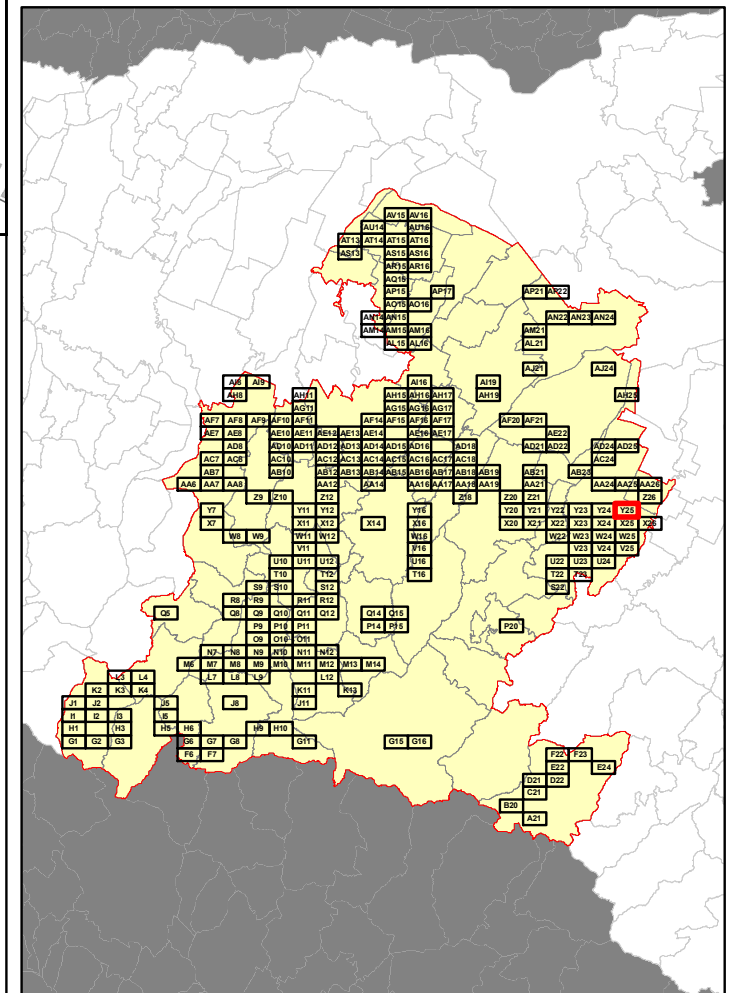 AV15 AV16
AU14 AU16
AT13 AT14 AT15 AT16
AS13 AS15 AS16
AR15 AR16
AQ15
AP15 AP17 AP21 AP22
AO15 AO16
AN14 AN15 AN22 AN23 AN24
AM14 AM15 AM16 AM21
AL15 AL16 AL21
AJ21 AJ24
AI8 AI9 AI16 AI19
AH8 AH11 AH15 AH16 AH17 AH19 AH25
AG11 AG15 AG16 AG17
AF7 AF8 AF9 AF10 AF11 AF14 AF15 AF16 AF17 AF20 AF21
AE7 AE8 AE10 AE11 AE12 AE13 AE14 AE16 AE17 AE22
AD8 AD10 AD11 AD12 AD13 AD14 AD15 AD16 AD18 AD21 AD22 AD24 AD25
AC7 AC8 AC10 AC12 AC13 AC14 AC15 AC16 AC17 AC18 AC24
AB7 AB10 AB12 AB13 AB14 AB15 AB16 AB17 AB18 AB19 AB21 AB23
AA6 AA7 AA8 AA12 AA14 AA16 AA17 AA18 AA19 AA21 AA24 AA25 AA26
Z9 Z10 Z12 Z18 Z20 Z21 Z26
Y7 Y11 Y12 Y16 Y20 Y21 Y22 Y23 Y24 Y25
X7 X11 X12 X14 X16 X20 X21 X22 X23 X24 X25 X26
W8 W9 W11 W12 W16 W22 W23 W24 W25
V11 V16 V23 V24 V25
U10 U11 U12 U16 U22 U23 U24
T10 T12 T16 T22 T23
S9 S10 S12 S22
R8 R9 R11 R12
Q5 Q8 Q9 Q10 Q11 Q12 Q14 Q15
P9 P10 P11 P14 P15 P20
O9 O10 O11
N7 N8 N9 N10 N11 N12
M6 M7 M8 M9 M10 M11 M12 M13 M14
L3 L4 L7 L8 L9 L12
K2 K3 K4 K11 K13
J1 J2 J5 J8 J11
I1 I2 I3 I5
H1 H3 H5 H6 H9 H10
G1 G2 G3 G6 G7 G8 G11 G15 G16
F6 F7 F22 F23
E22 E24
D21 D22
C21
B20
A21